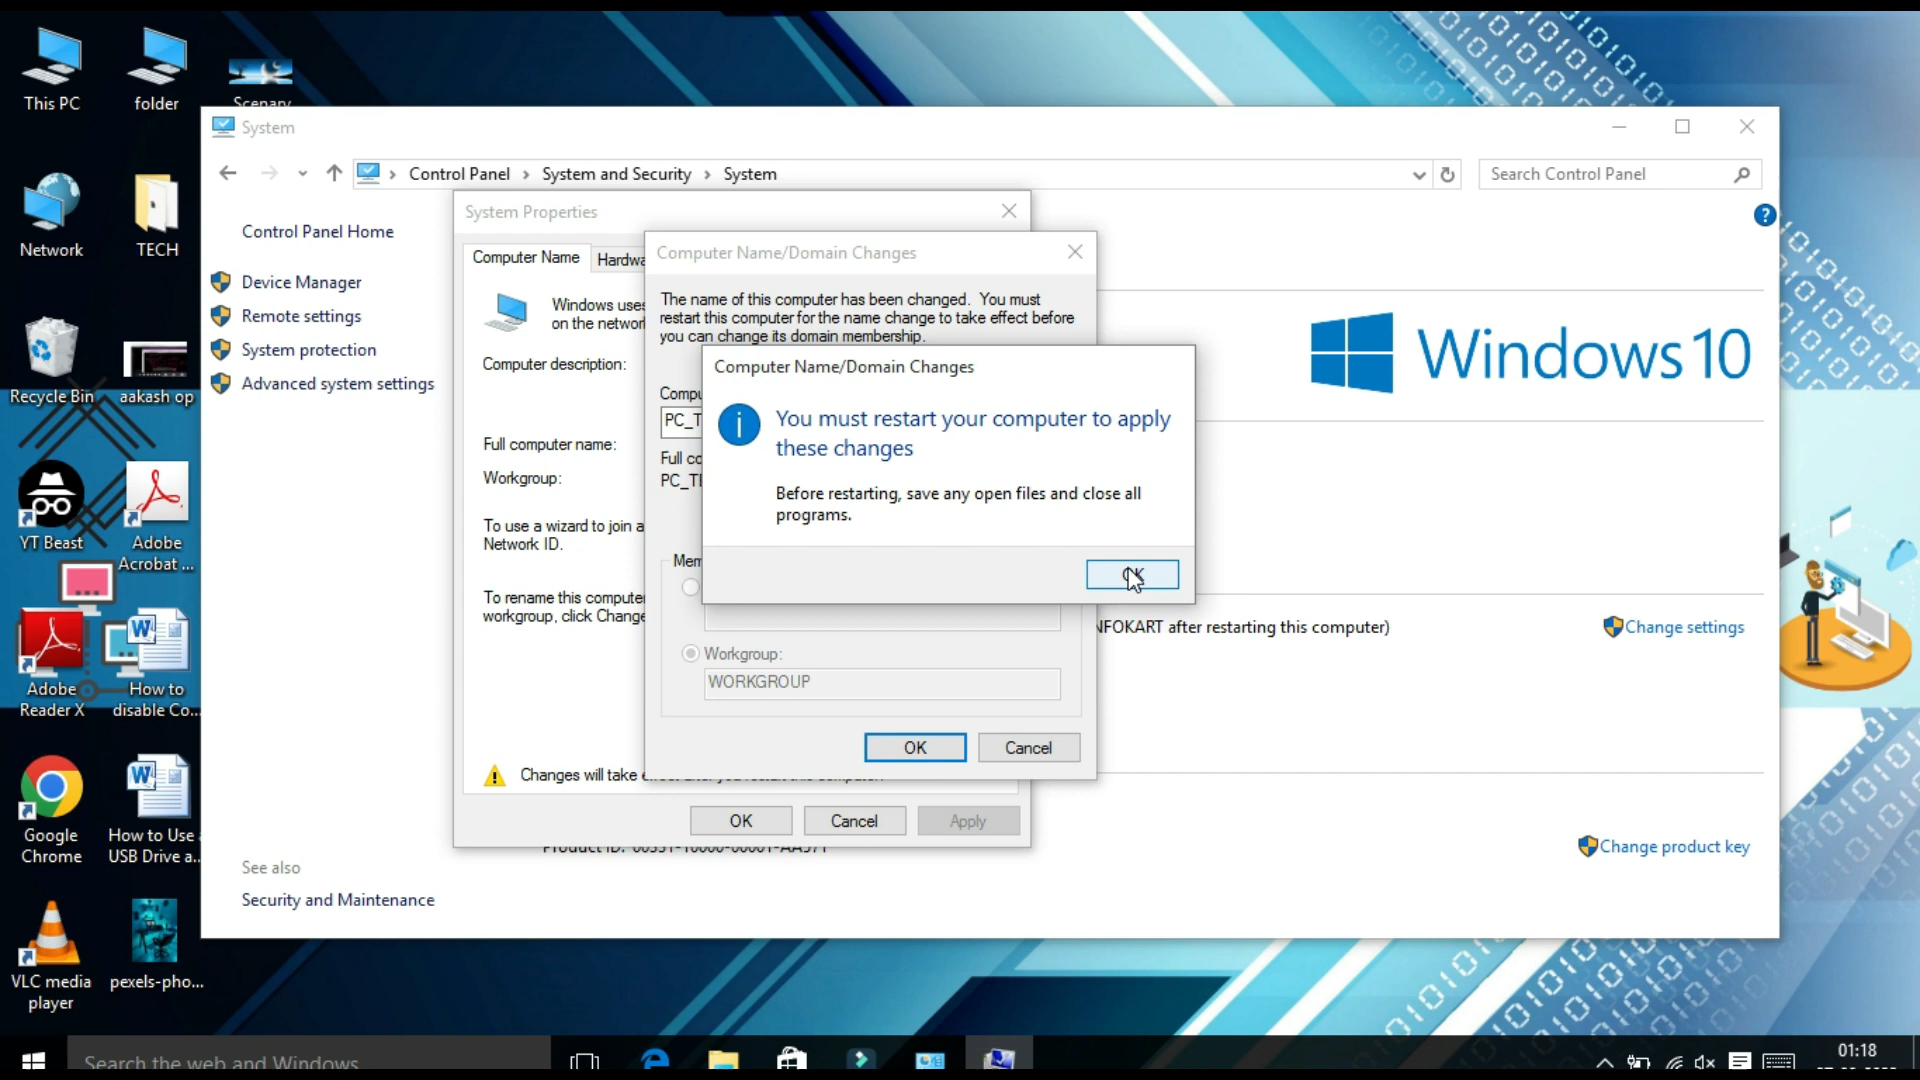 This PC
folder
Scenary
Network
TECH
Recycle Bin
aakash op
YT Beast
Adobe
Acrobat ...
Adobe
Reader X
How to
disable Co...
Google
Chrome
How to Use
USB Drive a...
VLC media
player
pexels-pho...
System
Control Panel
System and Security
System
Search Control Panel
Control Panel Home
Device Manager
Remote settings
System protection
Advanced system settings
See also
Security and Maintenance
System Properties
Computer Name
Hardwa
Windows uses
on the network
Computer description:
Full computer name:
Workgroup:
To use a wizard to join a
Network ID.
To rename this computer
workgroup, click Change
Changes will take
OK
Cancel
Apply
Computer Name/Domain Changes
The name of this computer has been changed. You must
restart this computer for the name change to take effect before
you can change its domain membership.
Compu
PC_T
Full co
PC_TE
Mem
Workgroup:
WORKGROUP
OK
Cancel
Computer Name/Domain Changes
You must restart your computer to apply
these changes
Before restarting, save any open files and close all
programs.
OK
Windows 10
NFOKART after restarting this computer)
Change settings
Change product key
Search the web and Windows
01:18